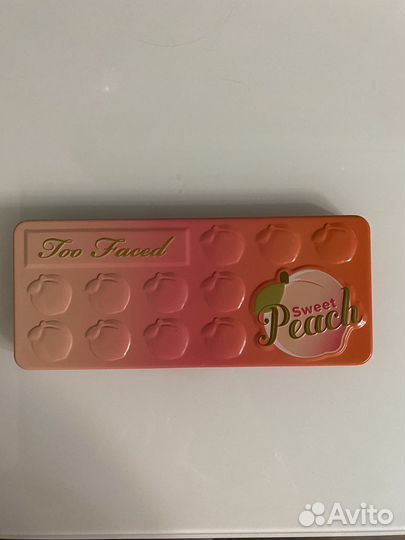 Too Faced
Sweet
Peach
Avito